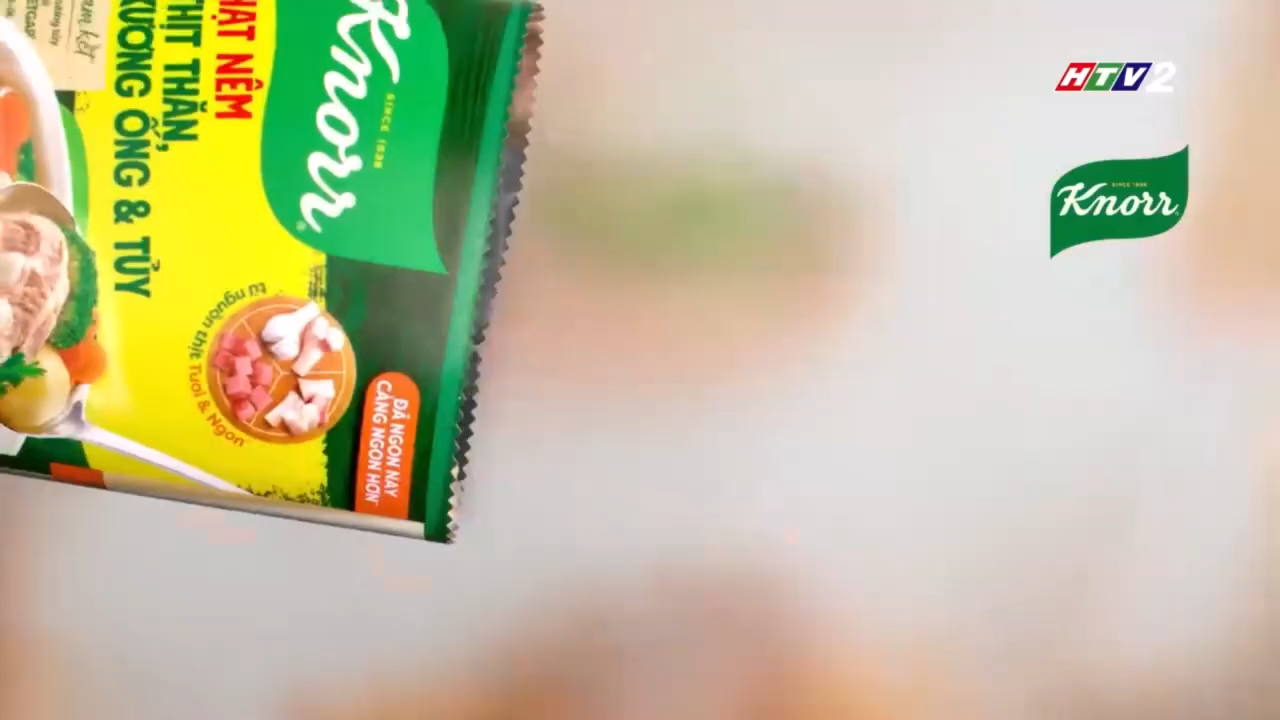 HTV2
SINCE 1838
Knorr
Knorr
SINCE 1838
HẠT NÊM
THỊT THĂN,
XƯƠNG ỐNG & TỦY
từ nguồn thịt Tươi & Ngon
ĐÃ NGON NAY
CÀNG NGON HƠN